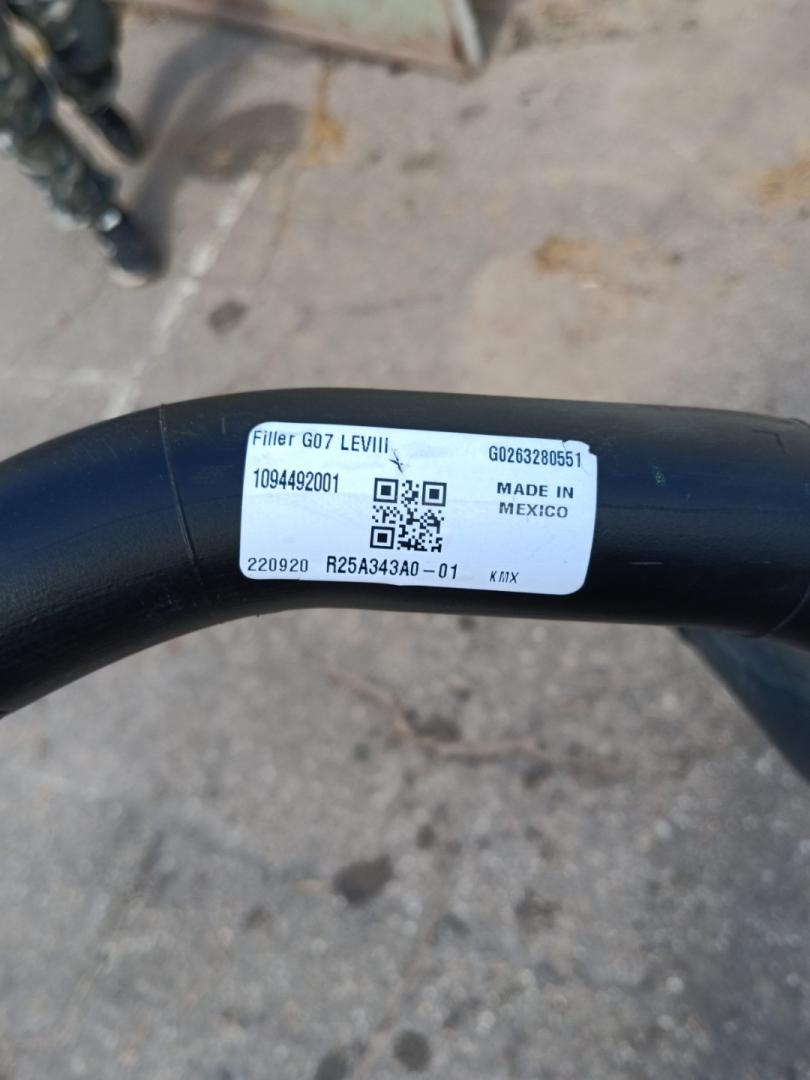 Filler G07 LEVIII
G0263280551
1094492001
MADE IN
MEXICO
220920 R25A343A0-01 KMX